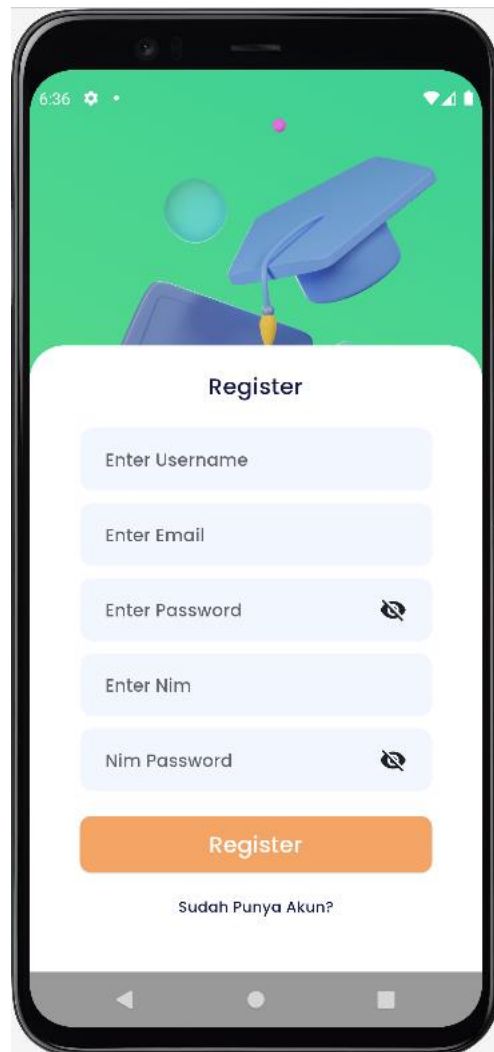 6:36
Register
Enter Username
Enter Email
Enter Password
Enter Nim
Nim Password
Register
Sudah Punya Akun?